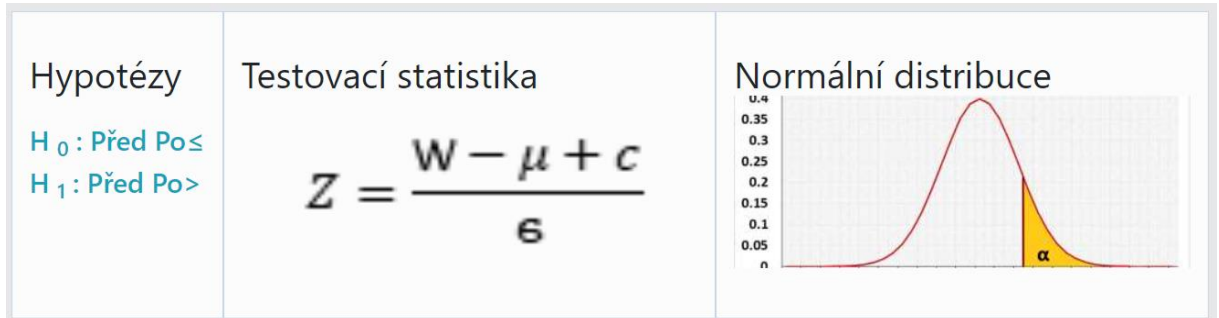 Hypotézy
H 0 : Před Po≤
H 1 : Před Po>
Testovací statistika
Z = W − μ + c
6
Normální distribuce
0.4
0.35
0.3
0.25
0.2
0.15
0.1
0.05
0
α